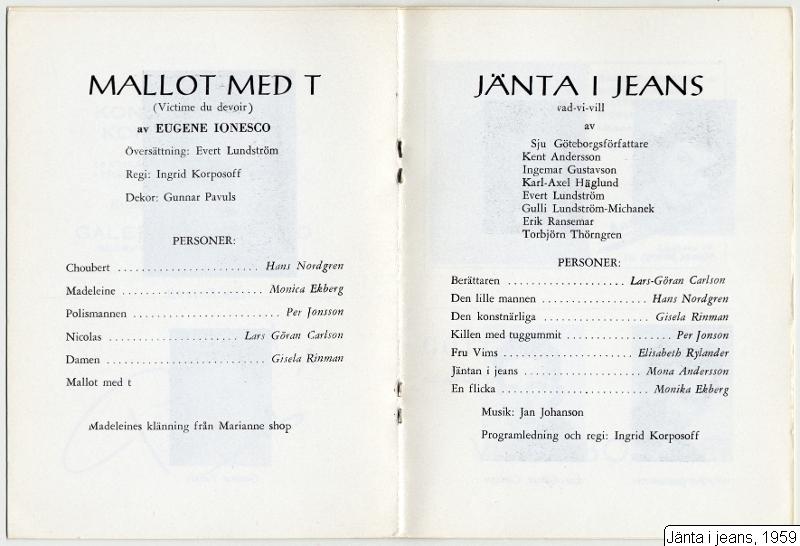 MALLOT MED T
(Victime du devoir)
av EUGENE IONESCO
Översättning: Evert Lundström
Regi: Ingrid Korposoff
Dekor: Gunnar Pavuls
PERSONER:
Choubert ........................ Hans Nordgren
Madeleine ........................ Monica Ekberg
Polismannen ........................ Per Jonsson
Nicolas ........................ Lars Göran Carlson
Damen ........................ Gisela Rinman
Mallot med t
Madeleines klänning från Marianne shop
JÄNTA I JEANS
vad-vi-vill
av
Sju Göteborgsförfattare
Kent Andersson
Ingemar Gustavson
Karl-Axel Häglund
Evert Lundström
Gulli Lundström-Michanek
Erik Ransemar
Torbjörn Thörngren
PERSONER:
Berättaren .................... Lars-Göran Carlson
Den lille mannen .................. Hans Nordgren
Den konstnärliga .................. Gisela Rinman
Killen med tuggummit .................. Per Jonson
Fru Vims ...................... Elisabeth Rylander
Jäntan i jeans .................... Mona Andersson
En flicka ........................ Monika Ekberg
Musik: Jan Johanson
Programledning och regi: Ingrid Korposoff
Jänta i jeans, 1959